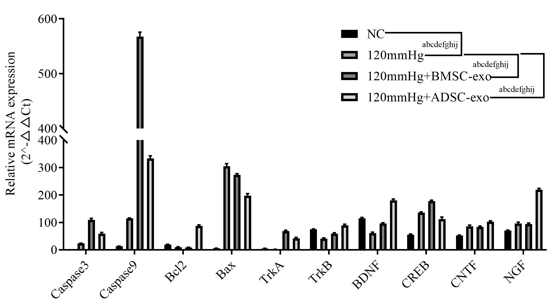 Relative mRNA expression
(2^-△△Ct)
600
500
400
400
300
200
100
0
NC
120mmHg
120mmHg+BMSC-exo
120mmHg+ADSC-exo
abcdefghij
abcdefghij
abcdefghij
Caspase3
Caspase9
Bcl2
Bax
TrkA
TrkB
BDNF
CREB
CNTF
NGF